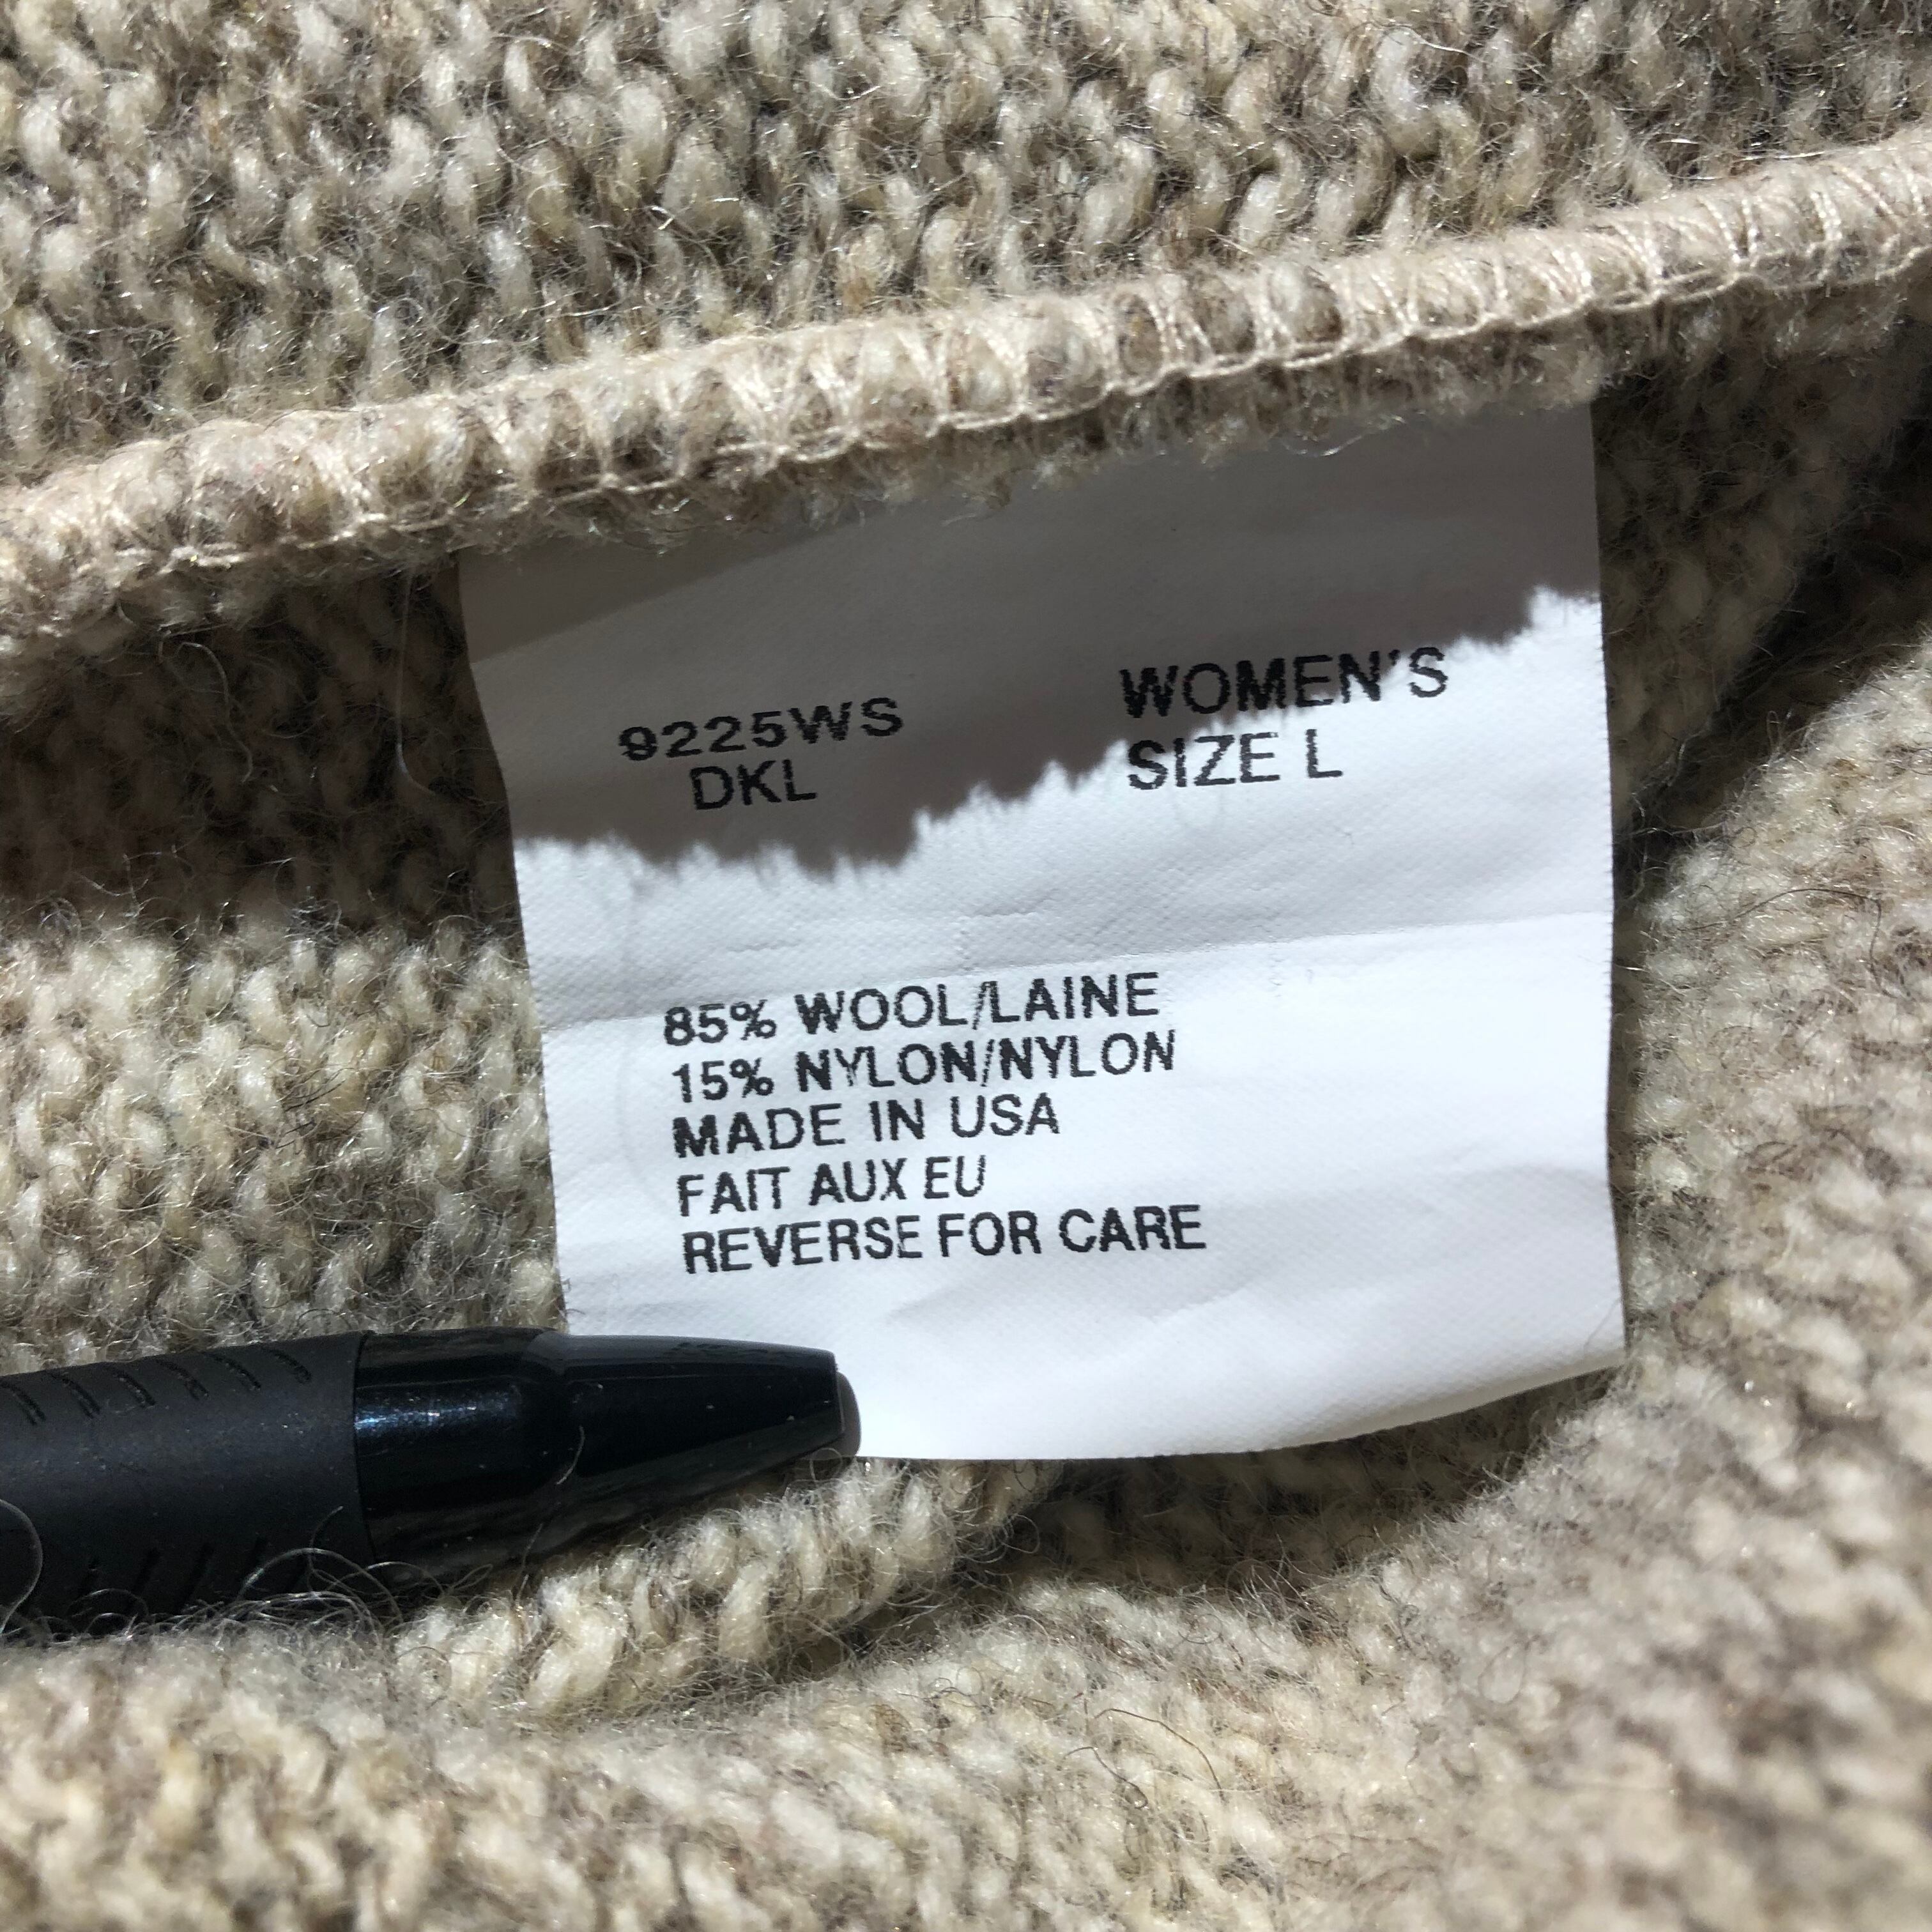 9225WS
DKL
WOMEN'S
SIZE L
85% WOOL/LAINE
15% NYLON/NYLON
MADE IN USA
FAIT AUX EU
REVERSE FOR CARE